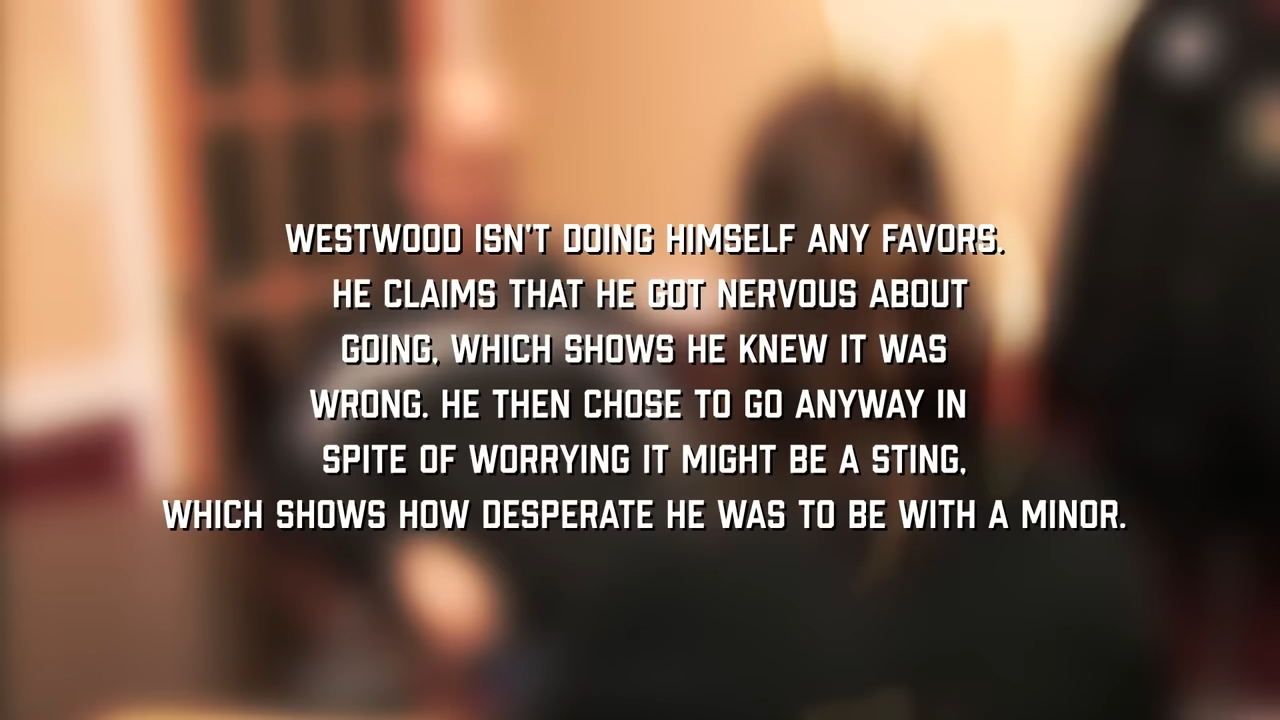 WESTWOOD ISN'T DOING HIMSELF ANY FAVORS.
HE CLAIMS THAT HE GOT NERVOUS ABOUT
GOING, WHICH SHOWS HE KNEW IT WAS
WRONG. HE THEN CHOSE TO GO ANYWAY IN
SPITE OF WORRYING IT MIGHT BE A STING,
WHICH SHOWS HOW DESPERATE HE WAS TO BE WITH A MINOR.